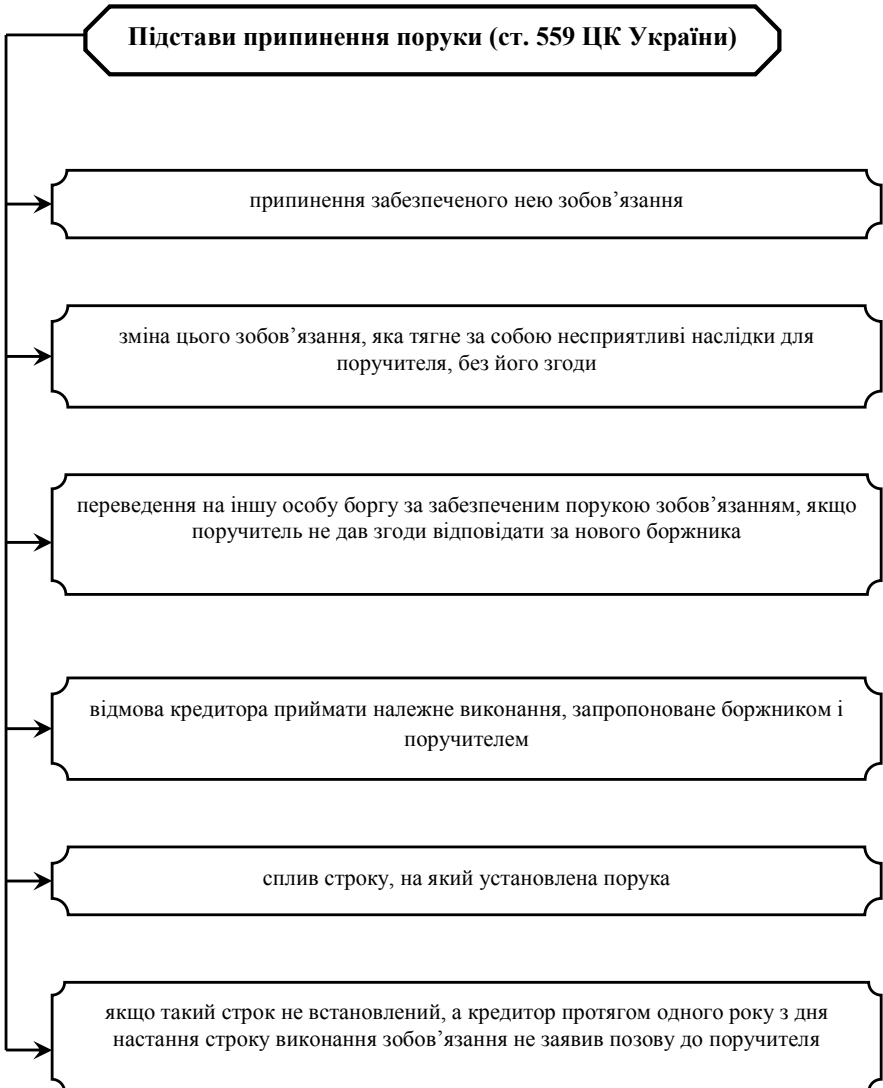 Підстави припинення поруки (ст. 559 ЦК України)
припинення забезпеченого нею зобов’язання
зміна цього зобов’язання, яка тягне за собою несприятливі наслідки для
поручителя, без його згоди
переведення на іншу особу боргу за забезпеченим порукою зобов’язанням, якщо
поручитель не дав згоди відповідати за нового боржника
відмова кредитора приймати належне виконання, запропоноване боржником і
поручителем
сплив строку, на який установлена порука
якщо такий строк не встановлений, а кредитор протягом одного року з дня
настання строку виконання зобов’язання не заявив позову до поручителя